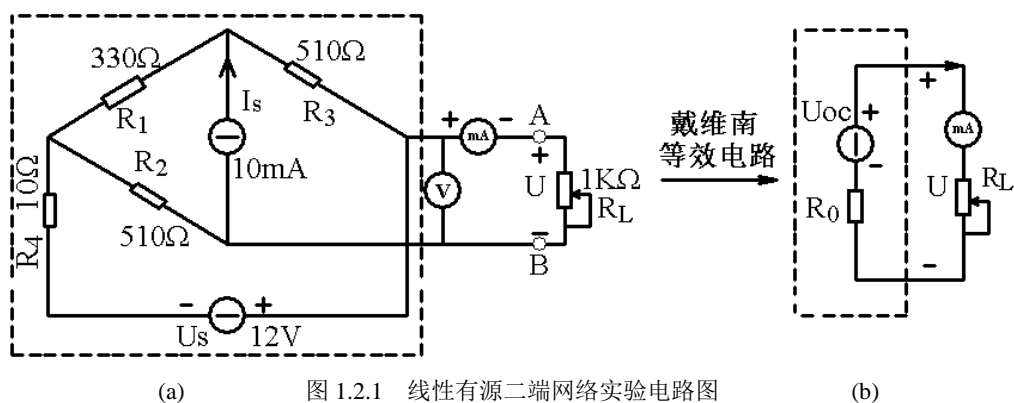 330Ω
R1
510Ω
R3
Is
10mA
R2
510Ω
10Ω
R4
- Us + 12V
V
+ mA -
A
+
U
-
B
1KΩ
RL
戴维南
等效电路
Uoc
+
-
R0
+
mA
U
RL
-
(a) 图 1.2.1 线性有源二端网络实验电路图 (b)